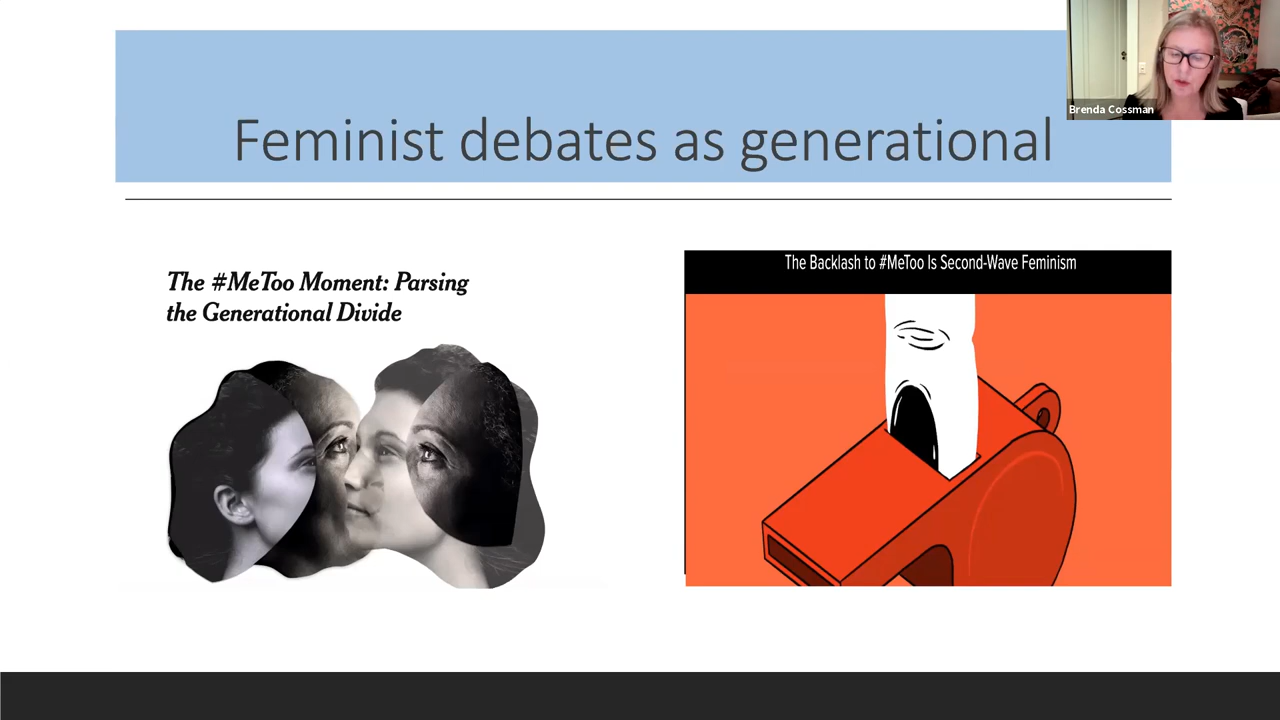 Brenda Cossman
Feminist debates as generational
The #MeToo Moment: Parsing
the Generational Divide
The Backlash to #MeToo Is Second-Wave Feminism